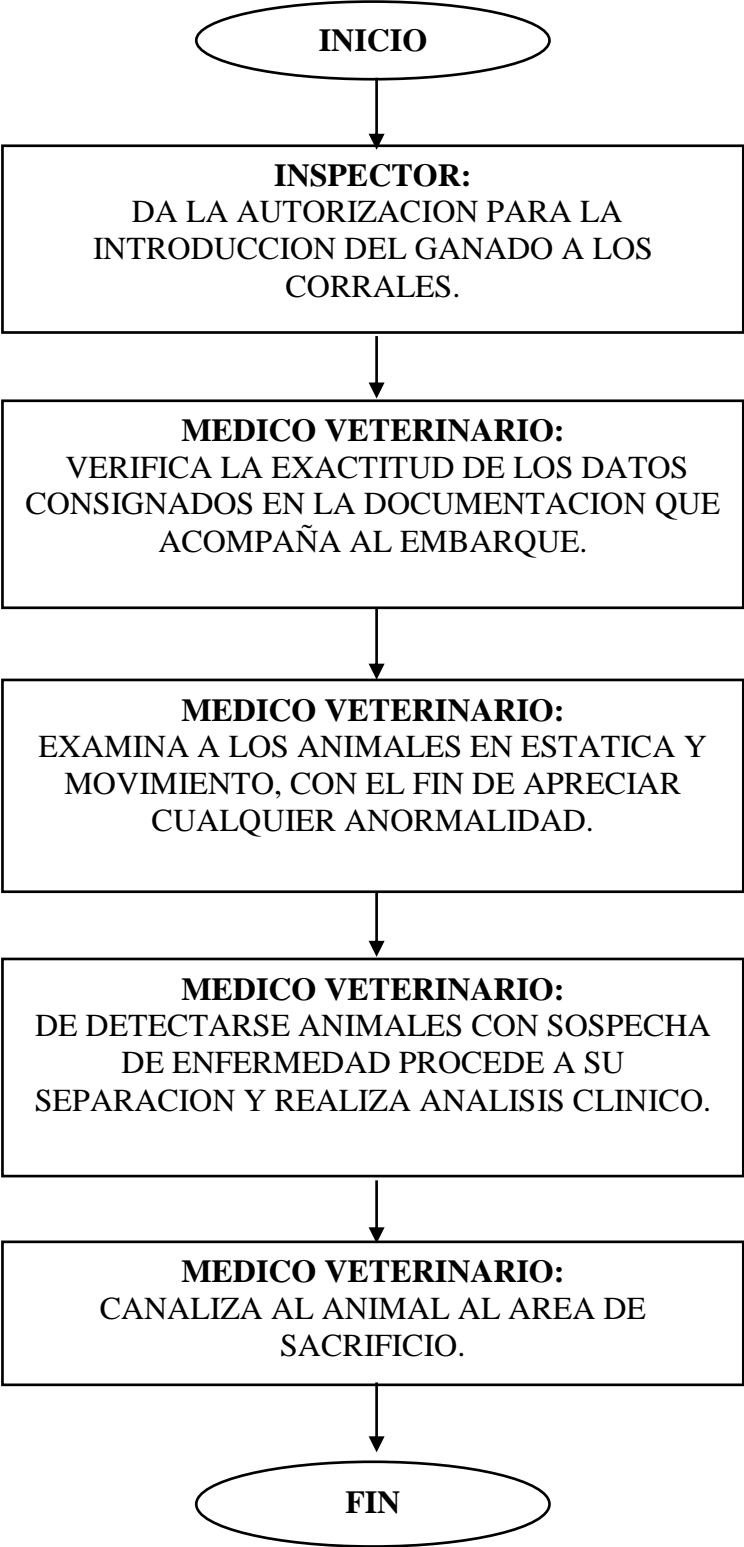 INICIO
INSPECTOR:
DA LA AUTORIZACION PARA LA
INTRODUCCION DEL GANADO A LOS
CORRALES.
MEDICO VETERINARIO:
VERIFICA LA EXACTITUD DE LOS DATOS
CONSIGNADOS EN LA DOCUMENTACION QUE
ACOMPAÑA AL EMBARQUE.
MEDICO VETERINARIO:
EXAMINA A LOS ANIMALES EN ESTATICA Y
MOVIMIENTO, CON EL FIN DE APRECIAR
CUALQUIER ANORMALIDAD.
MEDICO VETERINARIO:
DE DETECTARSE ANIMALES CON SOSPECHA
DE ENFERMEDAD PROCEDE A SU
SEPARACION Y REALIZA ANALISIS CLINICO.
MEDICO VETERINARIO:
CANALIZA AL ANIMAL AL AREA DE
SACRIFICIO.
FIN